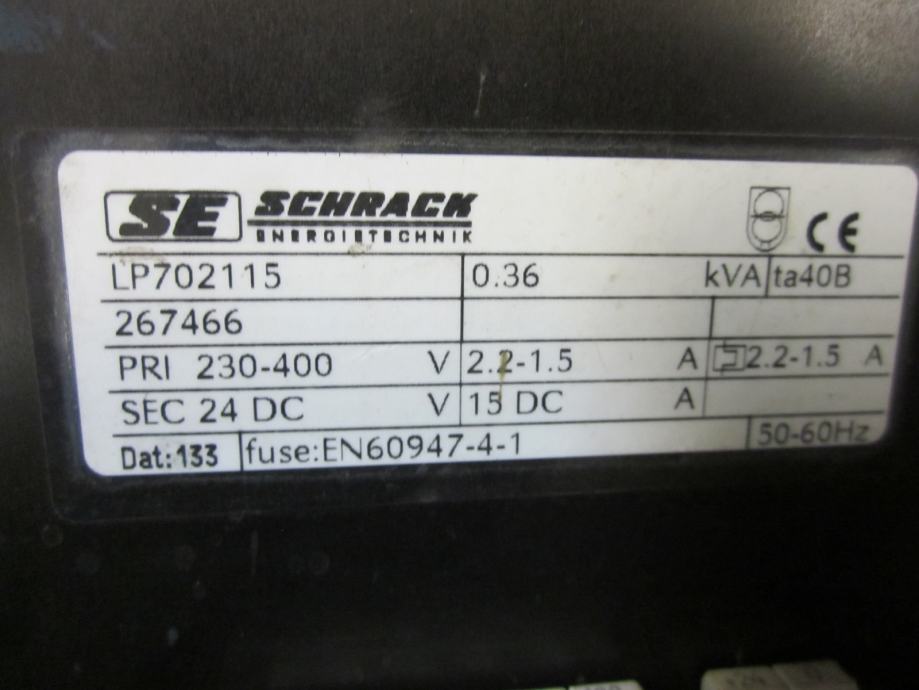 SE SCHRACK
ENERGIETECHNIK
CE
LP702115 0.36 kVA ta40B
267466
PRI 230-400 V 2.2-1.5 A 2.2-1.5 A
SEC 24 DC V 15 DC A
Dat:133 fuse:EN60947-4-1 50-60Hz